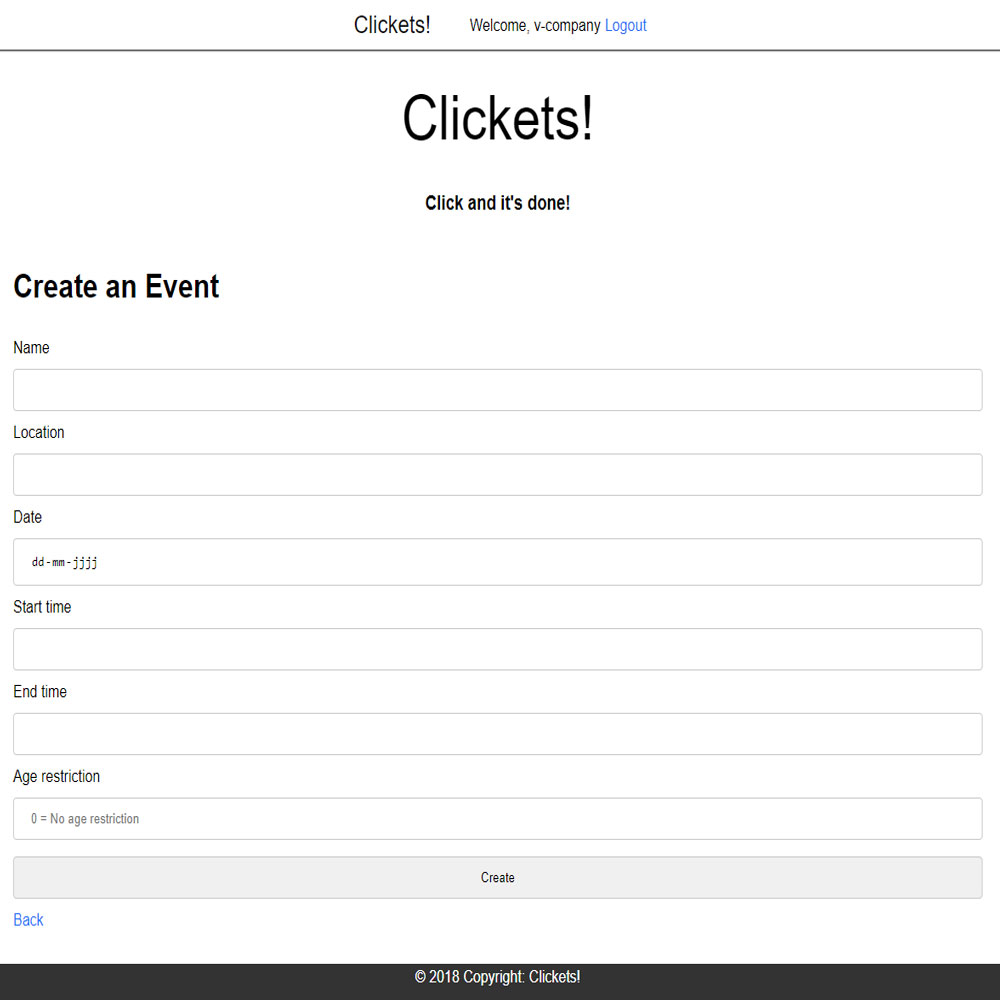 Clickets! Welcome, v-company Logout
Clickets!
Click and it's done!
Create an Event
Name
Location
Date
dd-mm-jjjj
Start time
End time
Age restriction
0 = No age restriction
Create
Back
© 2018 Copyright: Clickets!